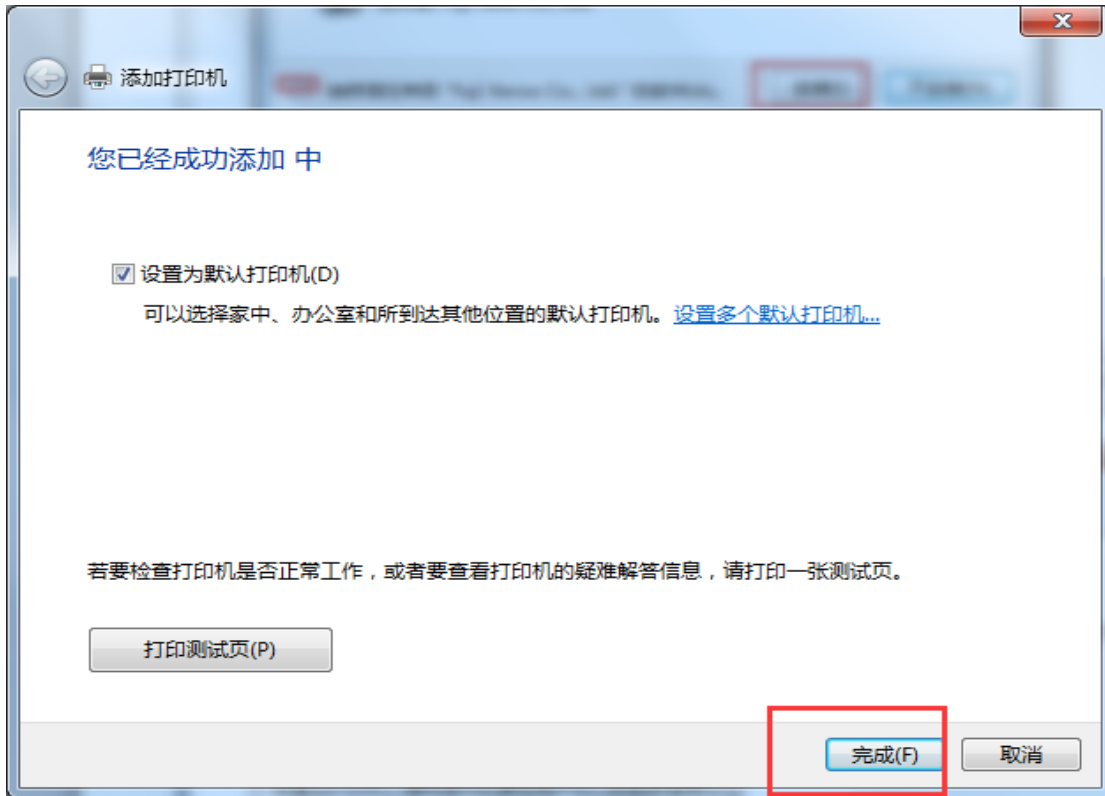 添加打印机
您已经成功添加 中
设置为默认打印机(D)
可以选择家中、办公室和所到达其他位置的默认打印机。设置多个默认打印机...
若要检查打印机是否正常工作，或者要查看打印机的疑难解答信息，请打印一张测试页。
打印测试页(P)
完成(F) 取消